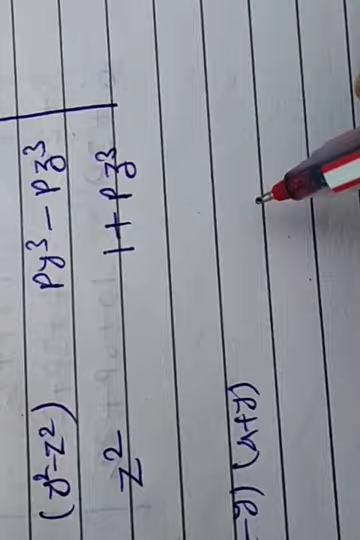 (y²-z²) py³-pz³
z² 1+pz³
-y) (x+y)